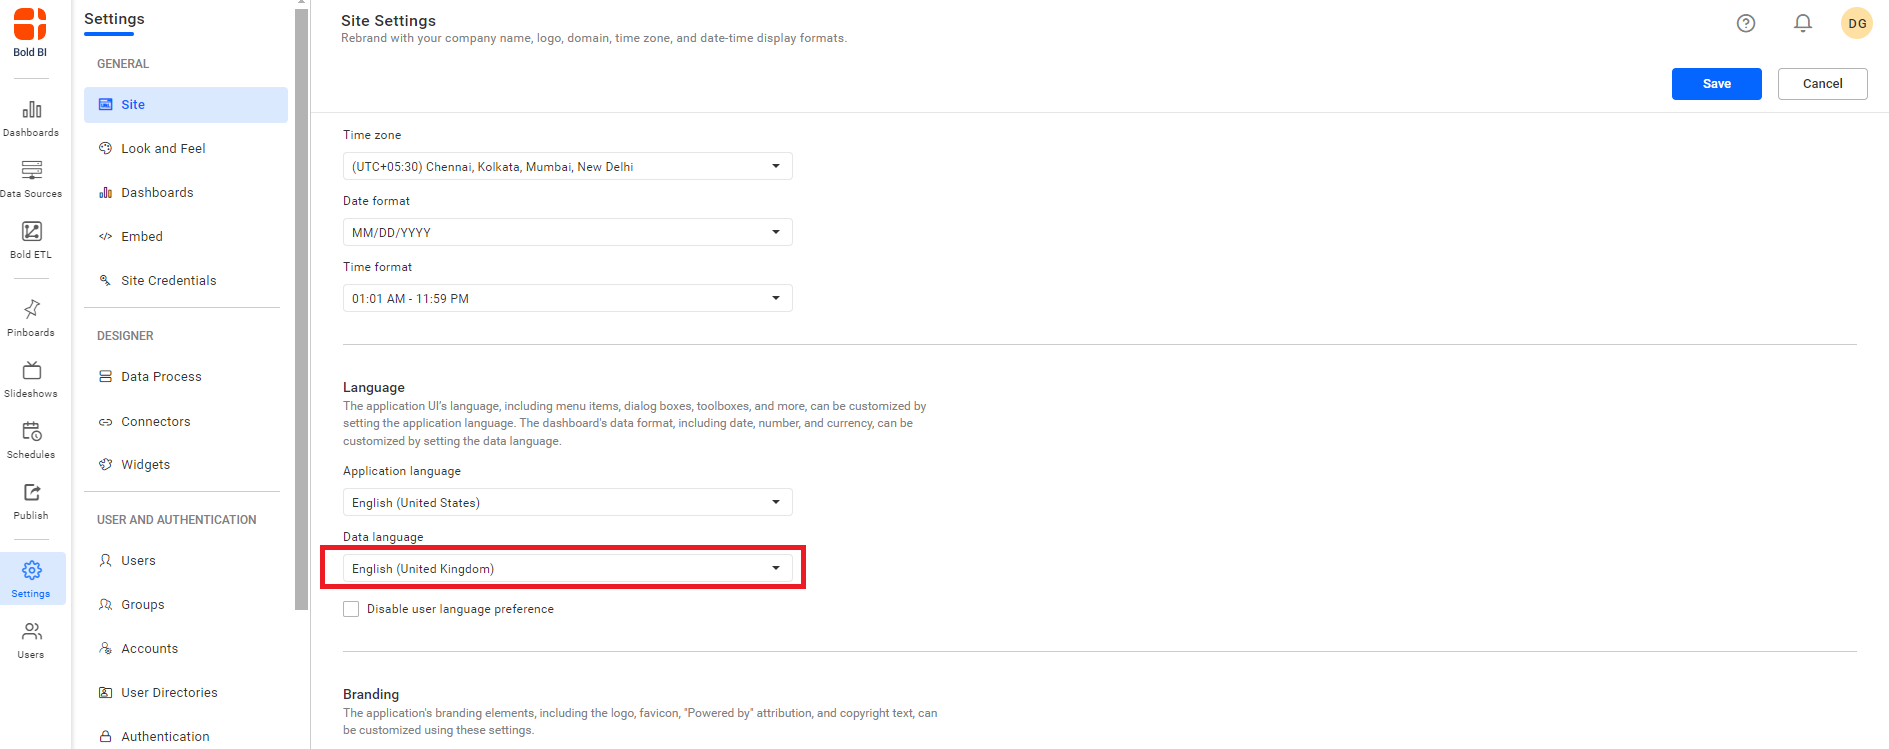 Bold BI
Dashboards
Data Sources
Bold ETL
Pinboards
Slideshows
Schedules
Publish
Settings
Users
Settings
GENERAL
Site
Look and Feel
Dashboards
Embed
Site Credentials
DESIGNER
Data Process
Connectors
Widgets
USER AND AUTHENTICATION
Users
Groups
Accounts
User Directories
Authentication
Site Settings
Rebrand with your company name, logo, domain, time zone, and date-time display formats.
DG
Save
Cancel
Time zone
(UTC+05:30) Chennai, Kolkata, Mumbai, New Delhi
Date format
MM/DD/YYYY
Time format
01:01 AM - 11:59 PM
Language
The application UI's language, including menu items, dialog boxes, toolboxes, and more, can be customized by
setting the application language. The dashboard's data format, including date, number, and currency, can be
customized by setting the data language.
Application language
English (United States)
Data language
English (United Kingdom)
Disable user language preference
Branding
The application's branding elements, including the logo, favicon, "Powered by" attribution, and copyright text, can
be customized using these settings.